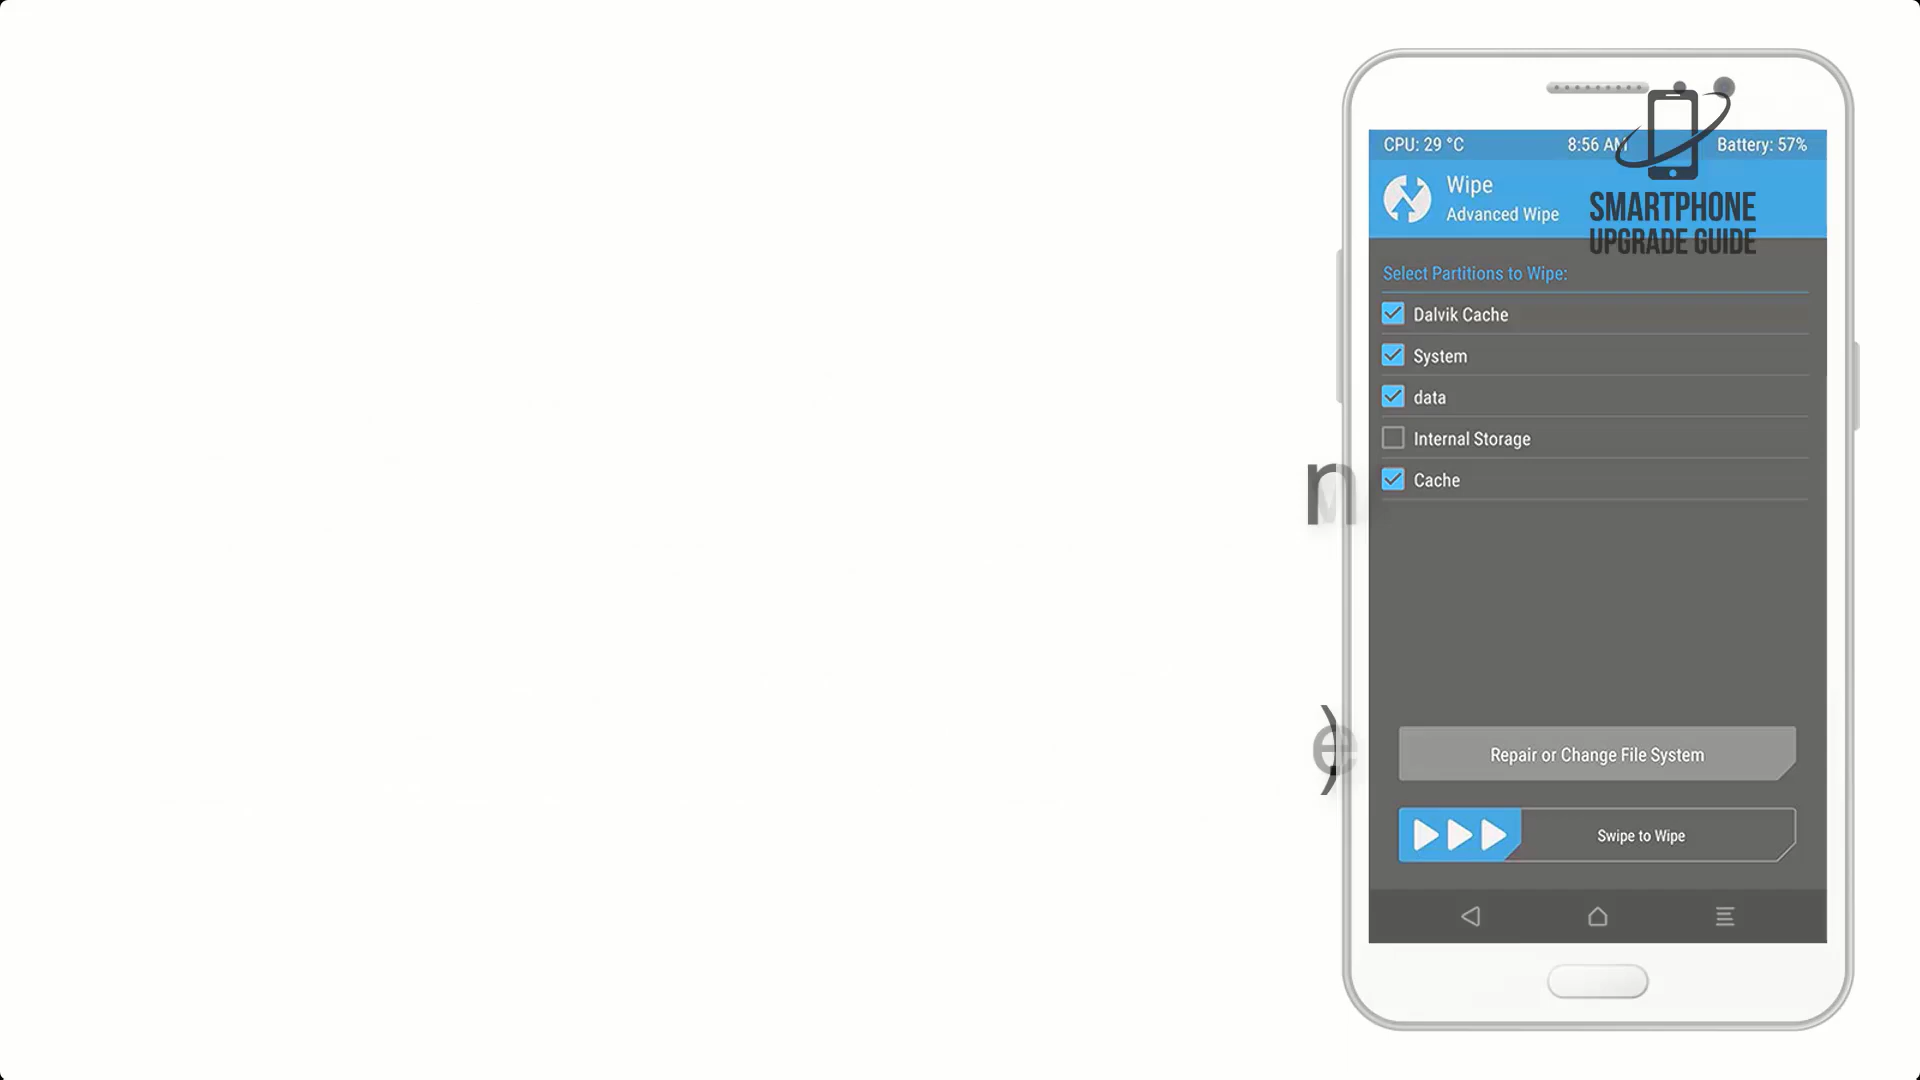 CPU: 29 °C 8:56 AM Battery: 57%
Wipe
Advanced Wipe
SMARTPHONE
UPGRADE GUIDE
Select Partitions to Wipe:
Dalvik Cache
System
data
Internal Storage
n
Cache
Repair or Change File System
e)
Swipe to Wipe